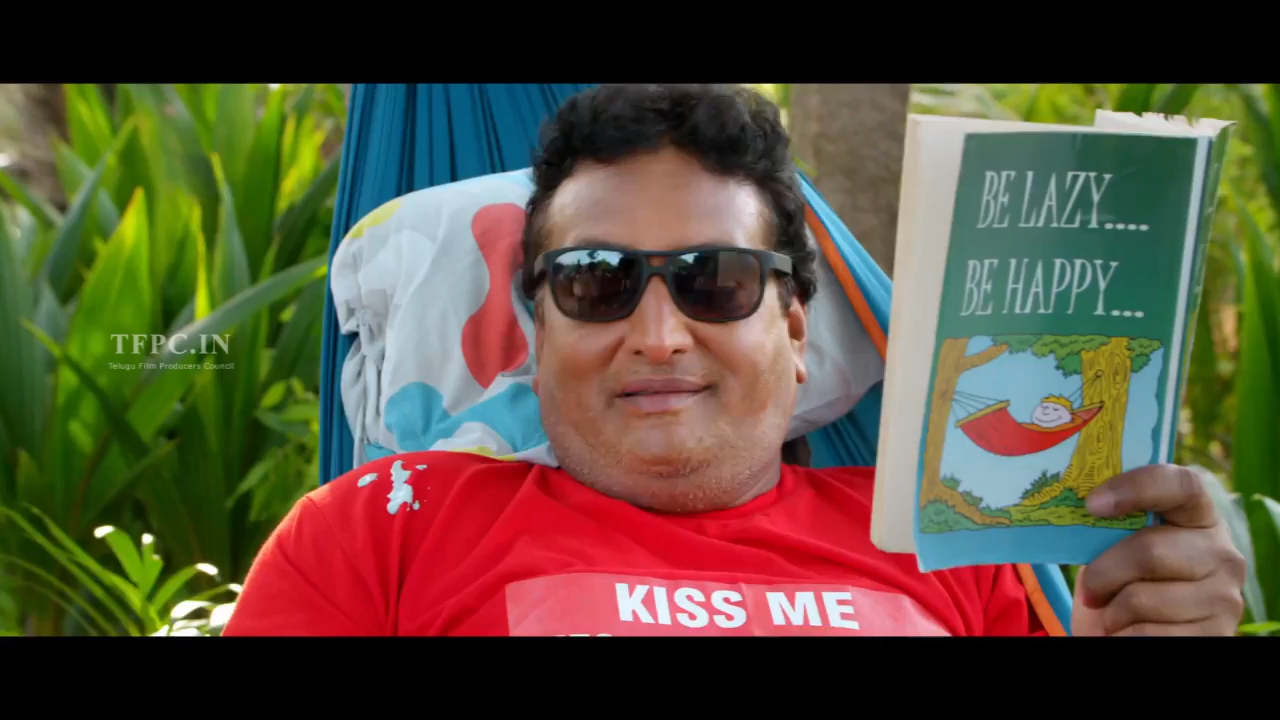 TFPC.IN
Telugu Film Producers Council
BE LAZY....
BE HAPPY...
KISS ME